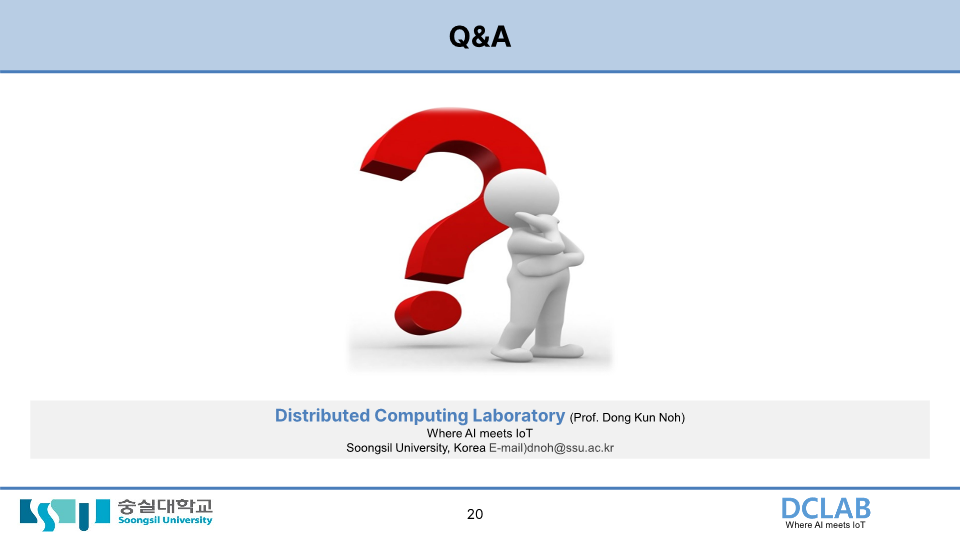 Q&A
Distributed Computing Laboratory (Prof. Dong Kun Noh)
Where AI meets IoT
Soongsil University, Korea E-mail)dnoh@ssu.ac.kr
숭실대학교
Soongsil University
20
DCLAB
Where AI meets IoT